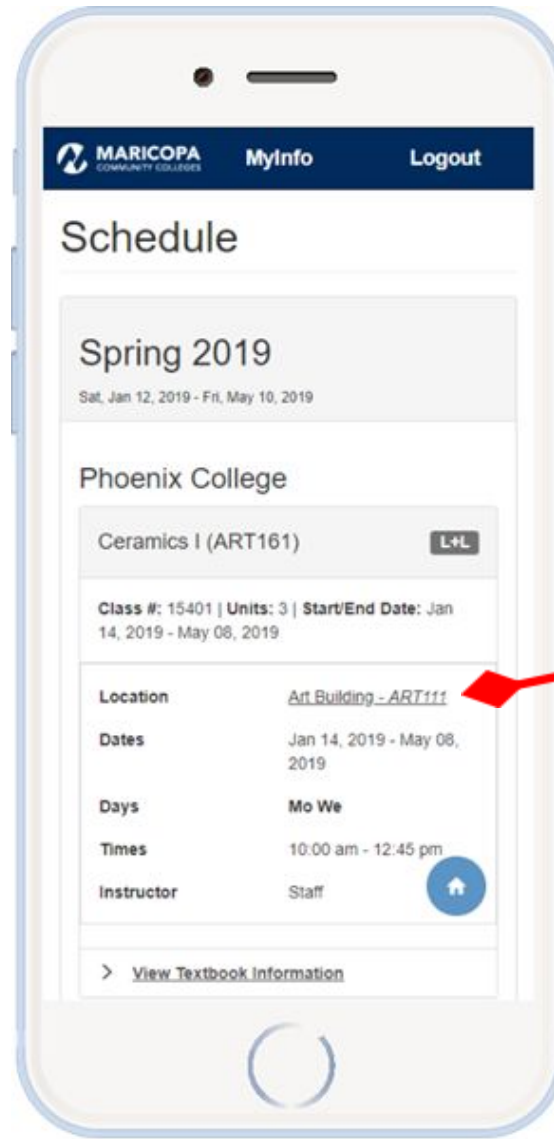 MARICOPA
COMMUNITY COLLEGES
MyInfo
Logout
Schedule
Spring 2019
Sat, Jan 12, 2019 - Fri, May 10, 2019
Phoenix College
Ceramics I (ART161)
L+L
Class #: 15401 | Units: 3 | Start/End Date: Jan
14, 2019 - May 08, 2019
Location
Art Building - ART111
Dates
Jan 14, 2019 - May 08,
2019
Days
Mo We
Times
10:00 am - 12:45 pm
Instructor
Staff
View Textbook Information